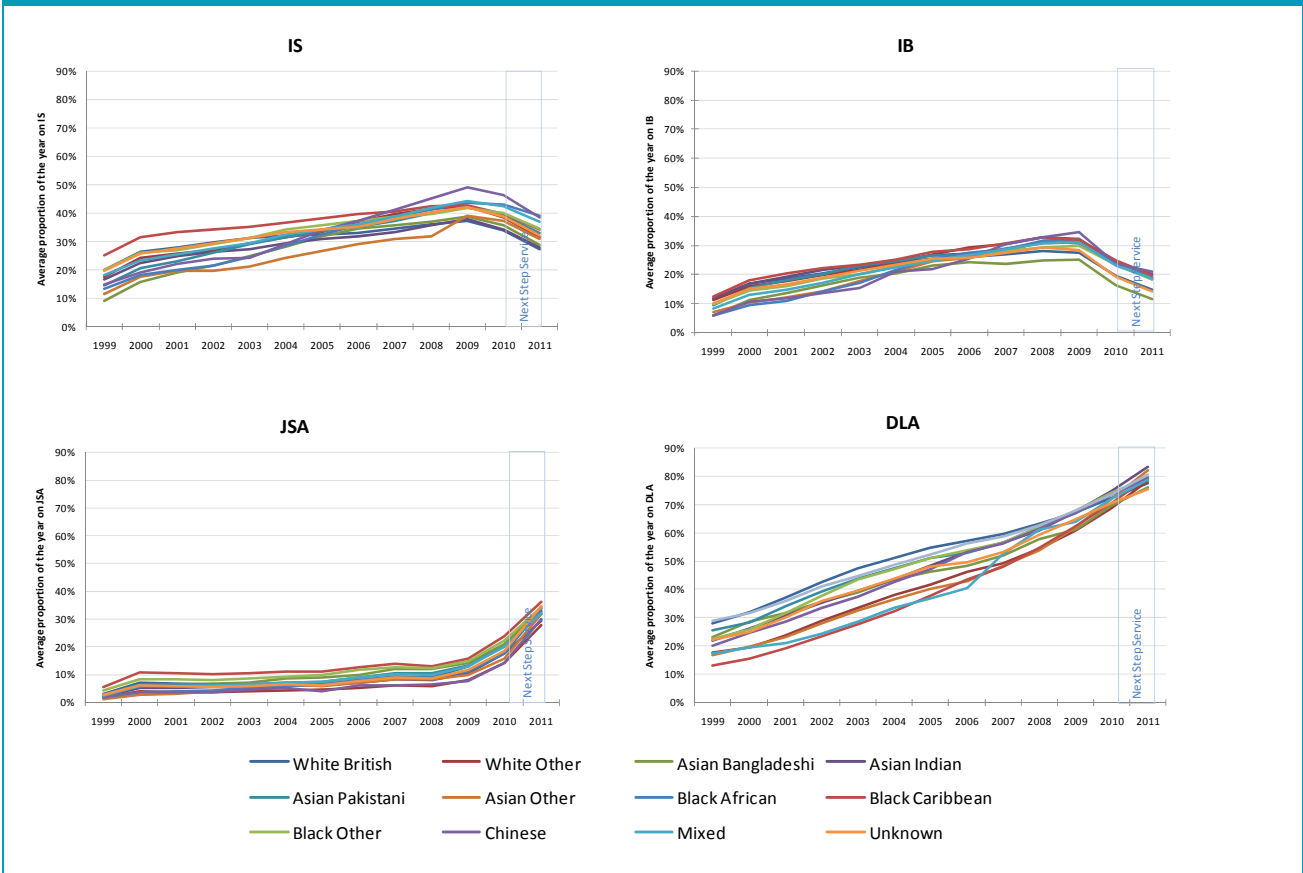 IS
Average proportion of the year on IS
90%
80%
70%
60%
50%
40%
30%
20%
10%
0%
1999 2000 2001 2002 2003 2004 2005 2006 2007 2008 2009 2010 2011
Next Step Service
IB
Average proportion of the year on IB
90%
80%
70%
60%
50%
40%
30%
20%
10%
0%
1999 2000 2001 2002 2003 2004 2005 2006 2007 2008 2009 2010 2011
Next Step Service
JSA
Average proportion of the year on JSA
90%
80%
70%
60%
50%
40%
30%
20%
10%
0%
1999 2000 2001 2002 2003 2004 2005 2006 2007 2008 2009 2010 2011
Next Step Service
DLA
Average proportion of the year on DLA
90%
80%
70%
60%
50%
40%
30%
20%
10%
0%
1999 2000 2001 2002 2003 2004 2005 2006 2007 2008 2009 2010 2011
Next Step Service
White British White Other Asian Bangladeshi Asian Indian
Asian Pakistani Asian Other Black African Black Caribbean
Black Other Chinese Mixed Unknown